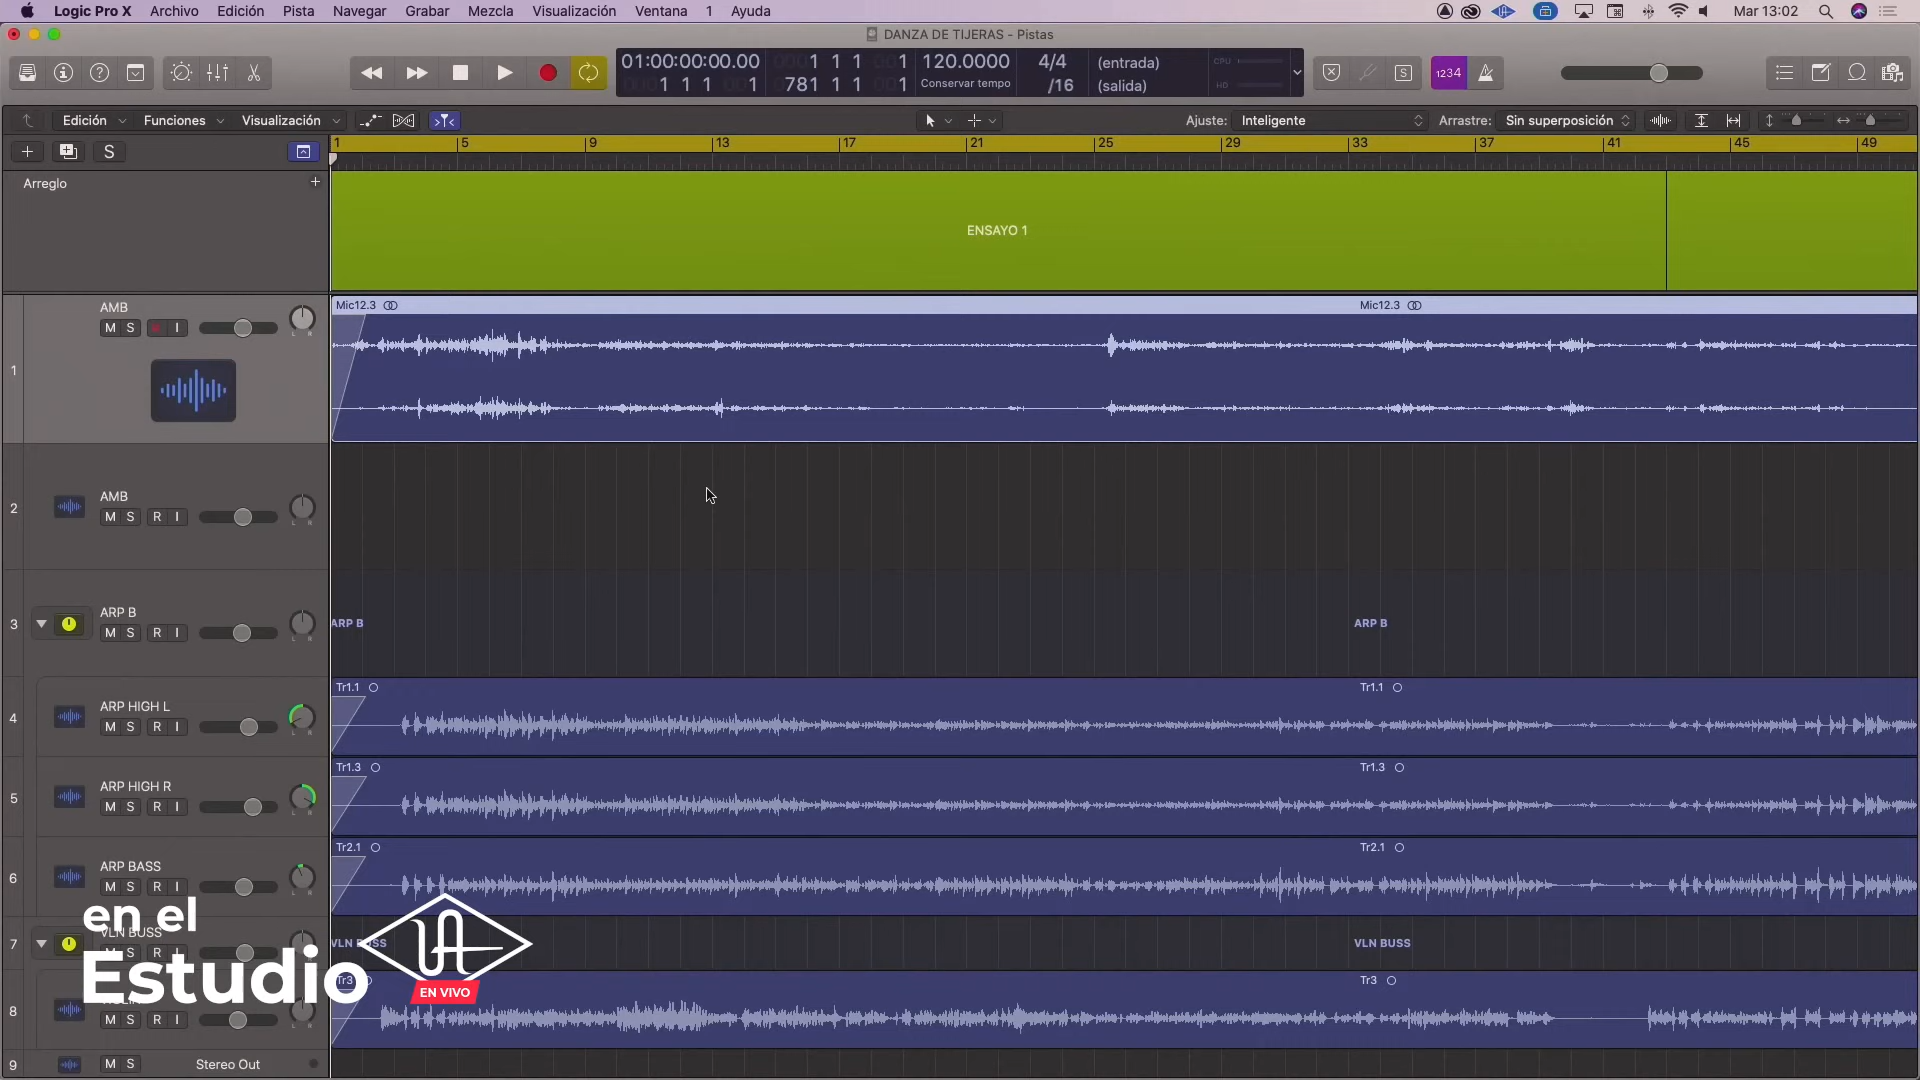 Logic Pro X Archivo Edición Pista Navegar Grabar Mezcla Visualización Ventana 1 Ayuda Mar 13:02
DANZA DE TIJERAS - Pistas
01:00:00:00.00 1 1 1 1 120.0000 4/4 (entrada) CPU
1 1 1 1 781 1 1 1 Conservar tempo /16 (salida) HD
S 1234
Edición Funciones Visualización Ajuste: Inteligente Arrastre: Sin superposición
S
1 5 9 13 17 21 25 29 33 37 41 45 49
Arreglo +
ENSAYO 1
AMB
Mic12.3 Mic12.3
M S I L R
1
AMB
2
M S R I L R
ARP B
3
M S R I L R
ARP B ARP B
Tr1.1 Tr1.1
ARP HIGH L
4
M S R I L R
Tr1.3 Tr1.3
ARP HIGH R
5
M S R I L R
Tr2.1 Tr2.1
ARP BASS
6
M S R I L R
en el
VLN BUSS
7
VLN BUSS VLN BUSS
Estudio
EN VIVO
Tr3 Tr3
8
M S R I L R
9
M S Stereo Out